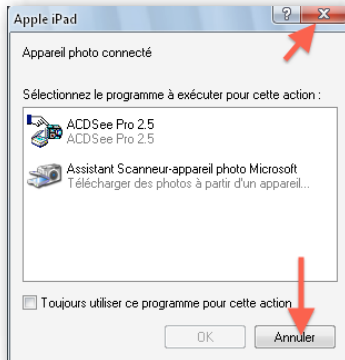 Apple iPad
Appareil photo connecté
Sélectionnez le programme à exécuter pour cette action :
ACDSee Pro 2.5
ACDSee Pro 2.5
Assistant Scanneur-appareil photo Microsoft
Télécharger des photos à partir d'un appareil...
Toujours utiliser ce programme pour cette action
OK
Annuler